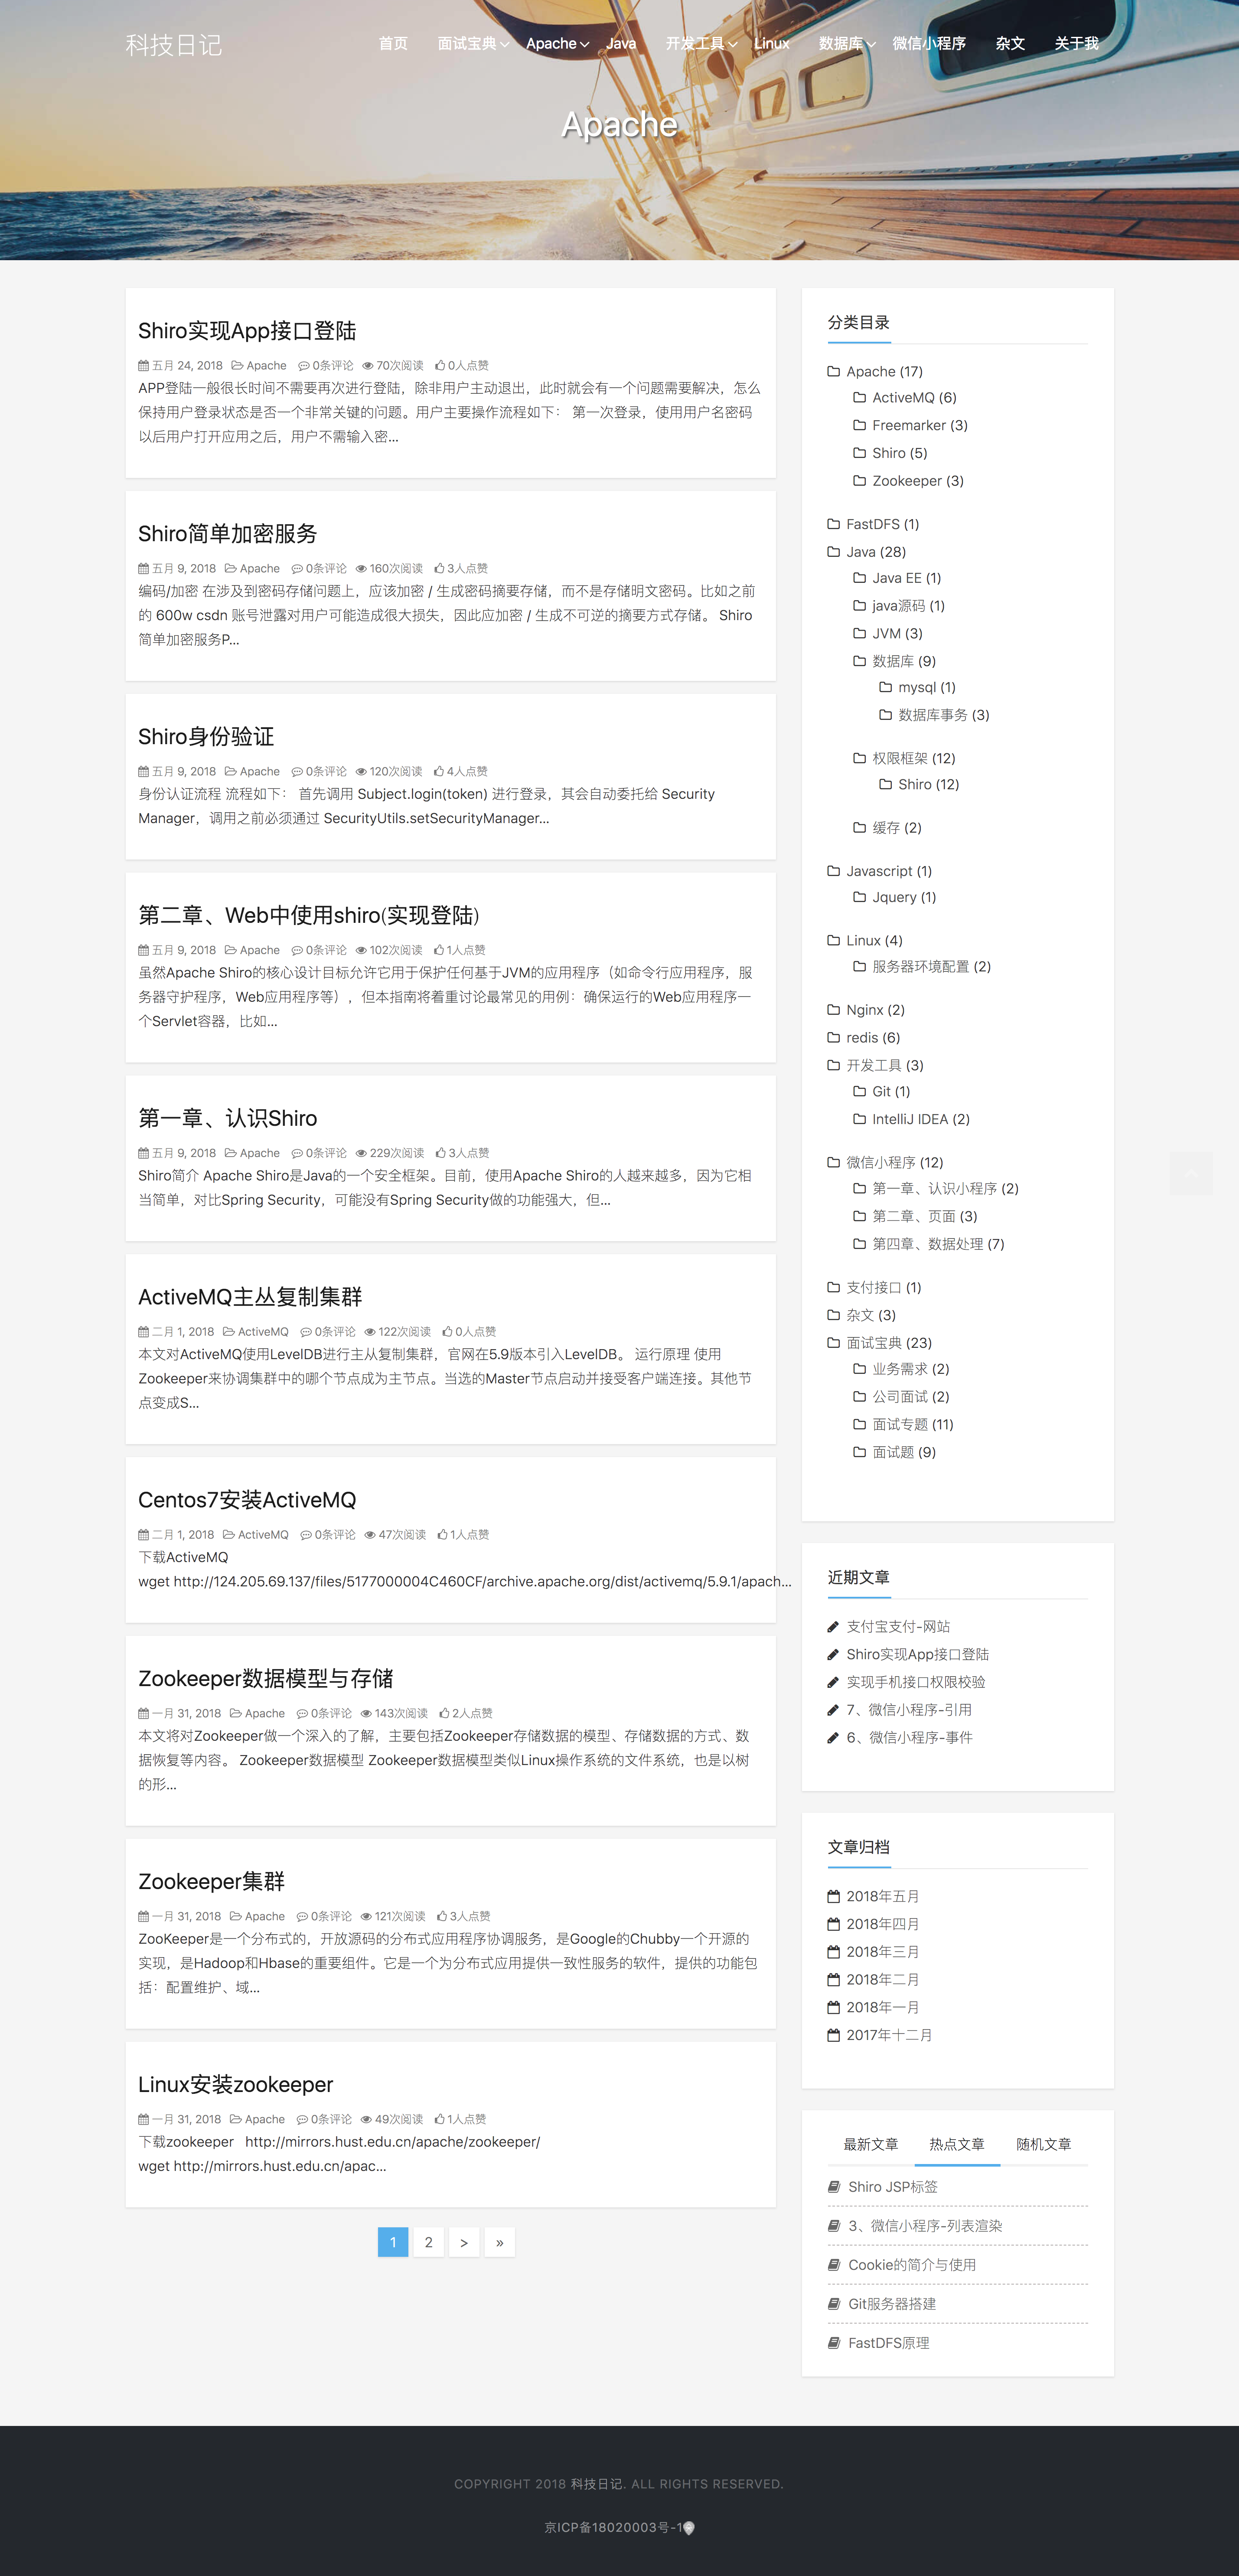 科技日记
首页 面试宝典 Apache Java 开发工具 Linux 数据库 微信小程序 杂文 关于我
Apache
Shiro实现App接口登陆
五月 24, 2018 Apache 0条评论 70次阅读 0人点赞
APP登陆一般很长时间不需要再次进行登陆，除非用户主动退出，此时就会有一个问题需要解决，怎么
保持用户登录状态是否一个非常关键的问题。用户主要操作流程如下： 第一次登录，使用用户名密码
以后用户打开应用之后，用户不需输入密...
Shiro简单加密服务
五月 9, 2018 Apache 0条评论 160次阅读 3人点赞
编码/加密 在涉及到密码存储问题上，应该加密 / 生成密码摘要存储，而不是存储明文密码。比如之前
的 600w csdn 账号泄露对用户可能造成很大损失，因此应加密 / 生成不可逆的摘要方式存储。 Shiro
简单加密服务P...
Shiro身份验证
五月 9, 2018 Apache 0条评论 120次阅读 4人点赞
身份认证流程 流程如下： 首先调用 Subject.login(token) 进行登录，其会自动委托给 Security
Manager，调用之前必须通过 SecurityUtils.setSecurityManager...
第二章、Web中使用shiro(实现登陆)
五月 9, 2018 Apache 0条评论 102次阅读 1人点赞
虽然Apache Shiro的核心设计目标允许它用于保护任何基于JVM的应用程序（如命令行应用程序，服
务器守护程序，Web应用程序等），但本指南将着重讨论最常见的用例：确保运行的Web应用程序一
个Servlet容器，比如...
第一章、认识Shiro
五月 9, 2018 Apache 0条评论 229次阅读 3人点赞
Shiro简介 Apache Shiro是Java的一个安全框架。目前，使用Apache Shiro的人越来越多，因为它相
当简单，对比Spring Security，可能没有Spring Security做的功能强大，但...
ActiveMQ主丛复制集群
二月 1, 2018 ActiveMQ 0条评论 122次阅读 0人点赞
本文对ActiveMQ使用LevelDB进行主从复制集群，官网在5.9版本引入LevelDB。 运行原理 使用
Zookeeper来协调集群中的哪个节点成为主节点。当选的Master节点启动并接受客户端连接。其他节
点变成S...
Centos7安装ActiveMQ
二月 1, 2018 ActiveMQ 0条评论 47次阅读 1人点赞
下载ActiveMQ
wget http://124.205.69.137/files/5177000004C460CF/archive.apache.org/dist/activemq/5.9.1/apach...
Zookeeper数据模型与存储
一月 31, 2018 Apache 0条评论 143次阅读 2人点赞
本文将对Zookeeper做一个深入的了解，主要包括Zookeeper存储数据的模型、存储数据的方式、数
据恢复等内容。 Zookeeper数据模型 Zookeeper数据模型类似Linux操作系统的文件系统，也是以树
的形...
Zookeeper集群
一月 31, 2018 Apache 0条评论 121次阅读 3人点赞
ZooKeeper是一个分布式的，开放源码的分布式应用程序协调服务，是Google的Chubby一个开源的
实现，是Hadoop和Hbase的重要组件。它是一个为分布式应用提供一致性服务的软件，提供的功能包
括：配置维护、域...
Linux安装zookeeper
一月 31, 2018 Apache 0条评论 49次阅读 1人点赞
下载zookeeper http://mirrors.hust.edu.cn/apache/zookeeper/
wget http://mirrors.hust.edu.cn/apac...
1 2 > »
分类目录
Apache (17)
ActiveMQ (6)
Freemarker (3)
Shiro (5)
Zookeeper (3)
FastDFS (1)
Java (28)
Java EE (1)
java源码 (1)
JVM (3)
数据库 (9)
mysql (1)
数据库事务 (3)
权限框架 (12)
Shiro (12)
缓存 (2)
Javascript (1)
Jquery (1)
Linux (4)
服务器环境配置 (2)
Nginx (2)
redis (6)
开发工具 (3)
Git (1)
IntelliJ IDEA (2)
微信小程序 (12)
第一章、认识小程序 (2)
第二章、页面 (3)
第四章、数据处理 (7)
支付接口 (1)
杂文 (3)
面试宝典 (23)
业务需求 (2)
公司面试 (2)
面试专题 (11)
面试题 (9)
近期文章
支付宝支付-网站
Shiro实现App接口登陆
实现手机接口权限校验
7、微信小程序-引用
6、微信小程序-事件
文章归档
2018年五月
2018年四月
2018年三月
2018年二月
2018年一月
2017年十二月
最新文章 热点文章 随机文章
Shiro JSP标签
3、微信小程序-列表渲染
Cookie的简介与使用
Git服务器搭建
FastDFS原理
COPYRIGHT 2018 科技日记. ALL RIGHTS RESERVED.
京ICP备18020003号-1